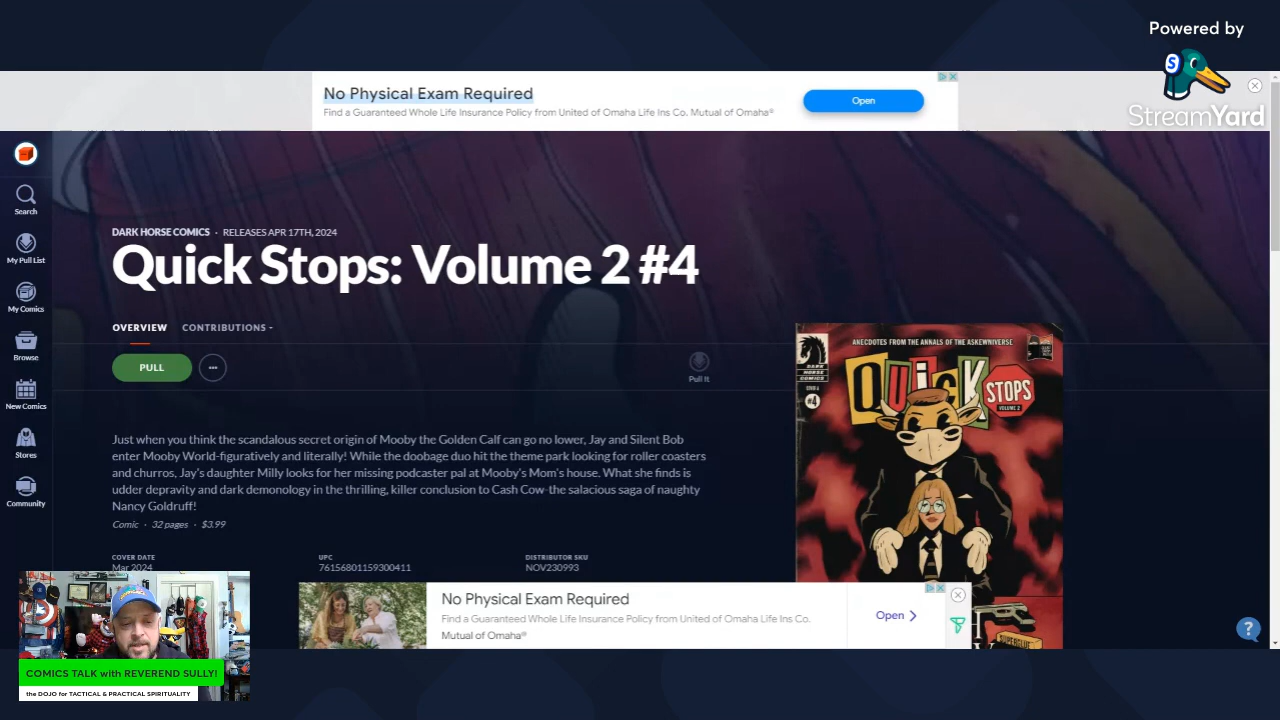 Powered by
StreamYard
No Physical Exam Required
Find a Guaranteed Whole Life Insurance Policy from United of Omaha Life Ins Co. Mutual of Omaha®
Open
Search
My Pull List
My Comics
Browse
New Comics
Stores
Community
DARK HORSE COMICS · RELEASES APR 17TH, 2024
Quick Stops: Volume 2 #4
OVERVIEW CONTRIBUTIONS
PULL
Pull It
Just when you think the scandalous secret origin of Mooby the Golden Calf can go no lower, Jay and Silent Bob
enter Mooby World-figuratively and literally! While the doobage duo hit the theme park looking for roller coasters
and churros, Jay's daughter Milly looks for her missing podcaster pal at Mooby's Mom's house. What she finds is
udder depravity and dark demonology in the thrilling, killer conclusion to Cash Cow-the salacious saga of naughty
Nancy Goldruff!
Comic · 32 pages · $3.99
COVER DATE
Mar 2024
UPC
76156801159300411
DISTRIBUTOR SKU
NOV230993
ANECDOTES FROM THE ANNALS OF THE ASKEWNIVERSE
DARK
HORSE
COMICS
#4
QUICK
STOPS
VOLUME 2
No Physical Exam Required
Find a Guaranteed Whole Life Insurance Policy from United of Omaha Life Ins Co.
Mutual of Omaha®
Open
?
COMICS TALK with REVEREND SULLY!
the DOJO for TACTICAL & PRACTICAL SPIRITUALITY